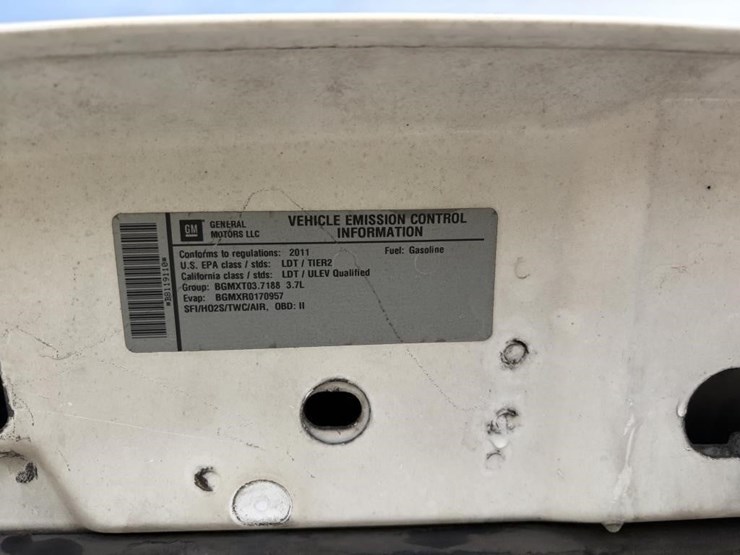 GM GENERAL MOTORS LLC
VEHICLE EMISSION CONTROL
INFORMATION
Conforms to regulations: 2011 Fuel: Gasoline
U.S. EPA class / stds: LDT / TIER2
California class / stds: LDT / ULEV Qualified
Group: BGMXT03.7188 3.7L
Evap: BGMXR0170957
SFI/HO2S/TWC/AIR, OBD: II